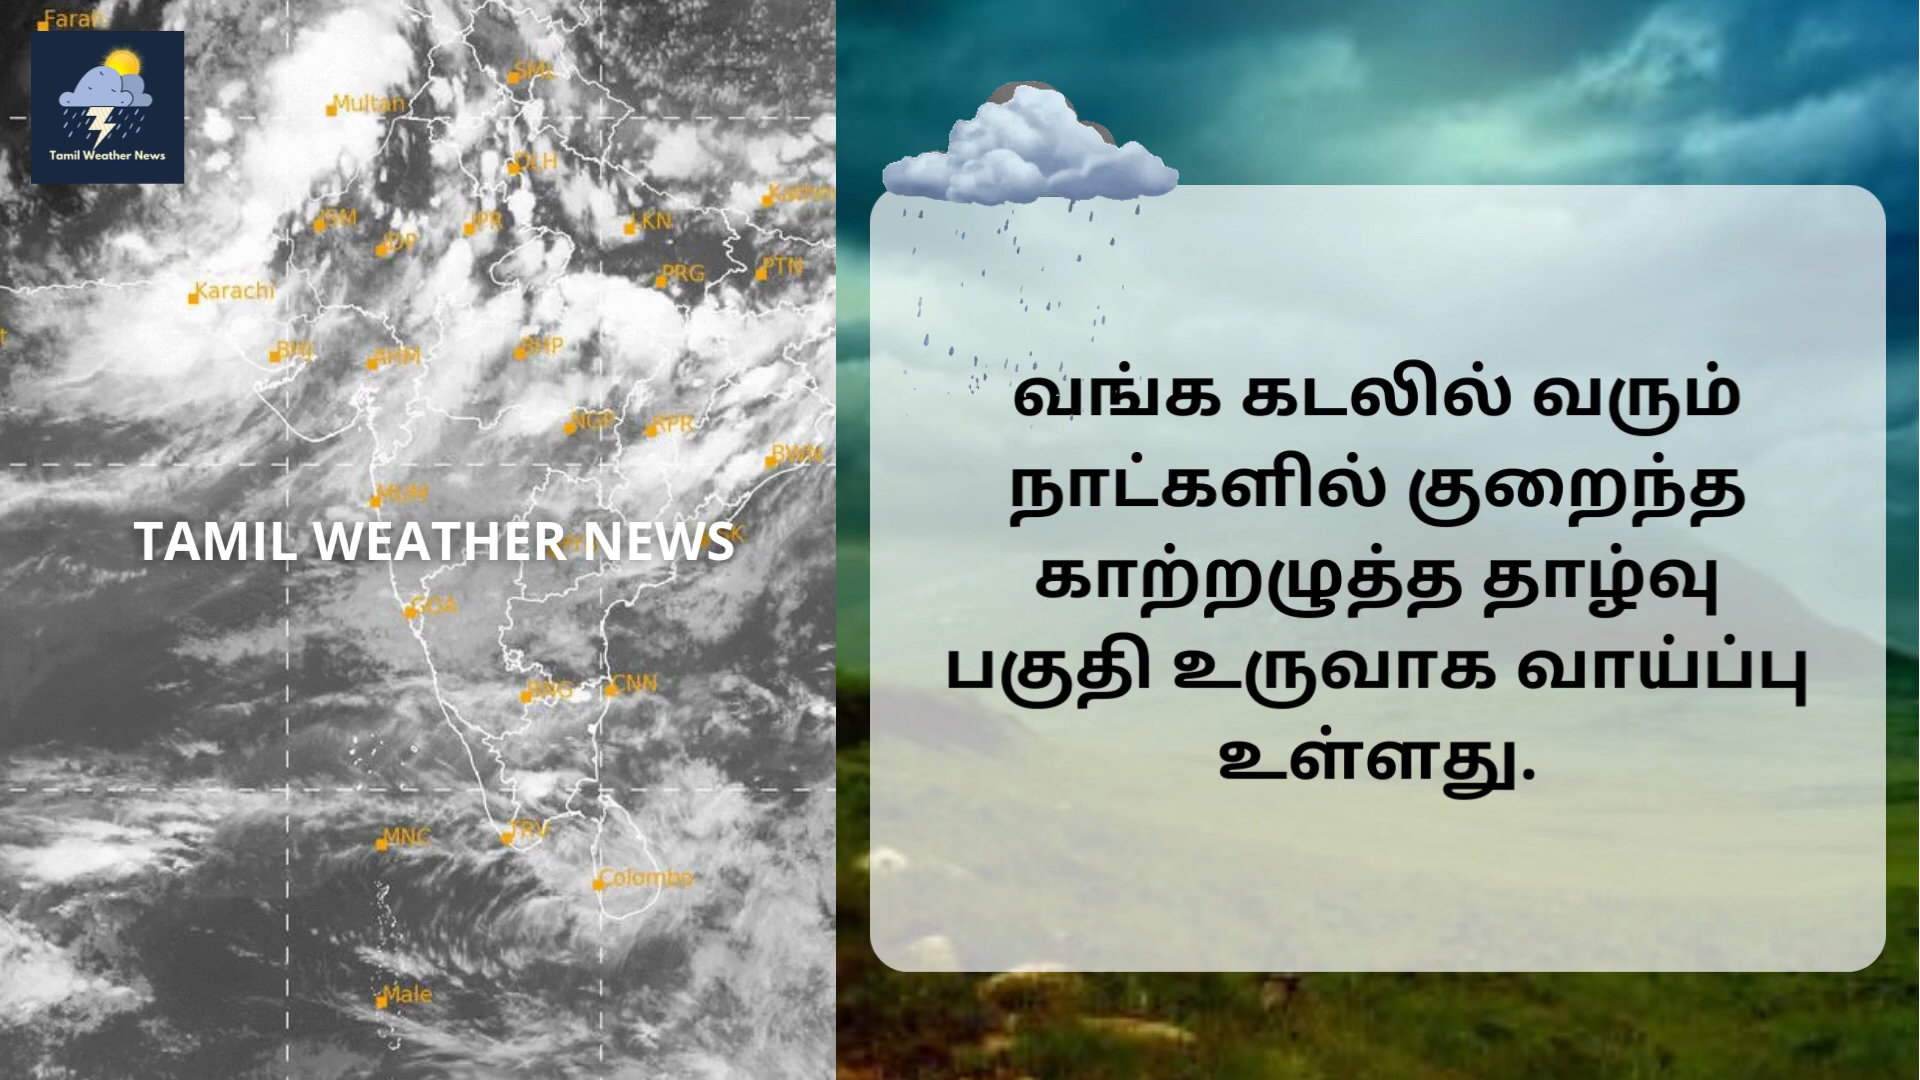 Farah
SML
Multan
DLH
Tamil Weather News
JSM
JDP
JPR
LKN
PRG
PTN
Karachi
BHJ
AHM
BHP
NGP
RPR
BWN
MUM
TAMIL WEATHER NEWS
GOA
BNG
CNN
MNC
TRV
Colombo
Male
வங்க கடலில் வரும்
நாட்களில் குறைந்த
காற்றழுத்த தாழ்வு
பகுதி உருவாக வாய்ப்பு
உள்ளது.